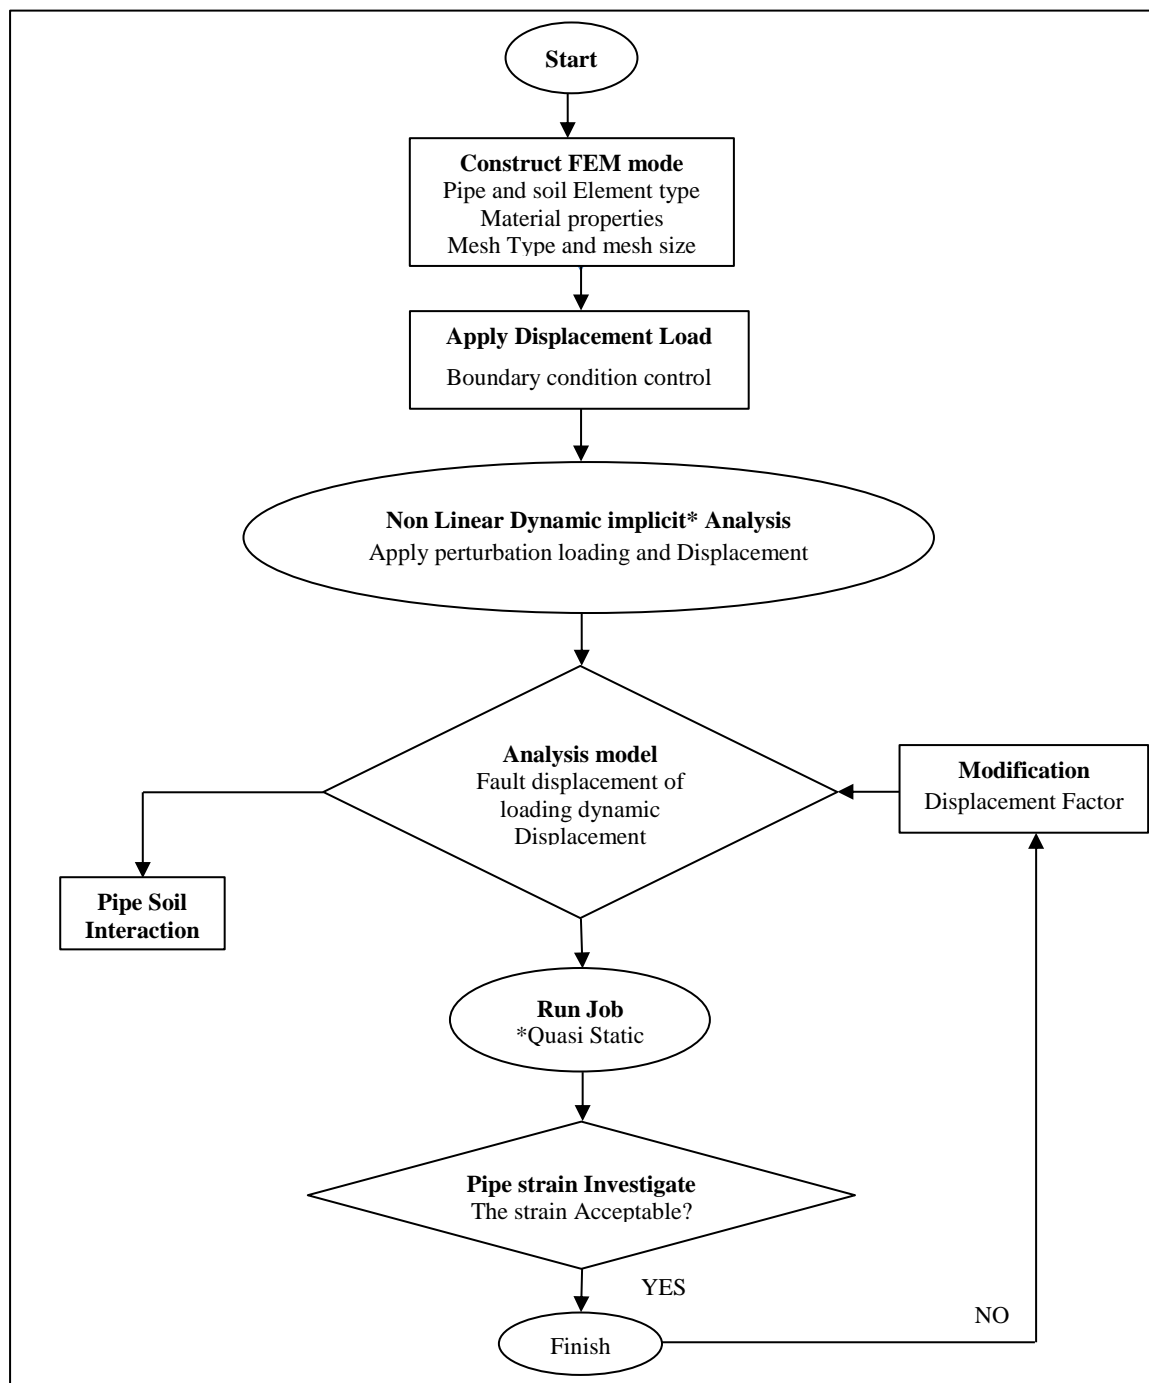 Start
Construct FEM mode
Pipe and soil Element type
Material properties
Mesh Type and mesh size
Apply Displacement Load
Boundary condition control
Non Linear Dynamic implicit* Analysis
Apply perturbation loading and Displacement
Analysis model
Fault displacement of
loading dynamic
Displacement
Modification
Displacement Factor
Pipe Soil
Interaction
Run Job
*Quasi Static
Pipe strain Investigate
The strain Acceptable?
YES
NO
Finish